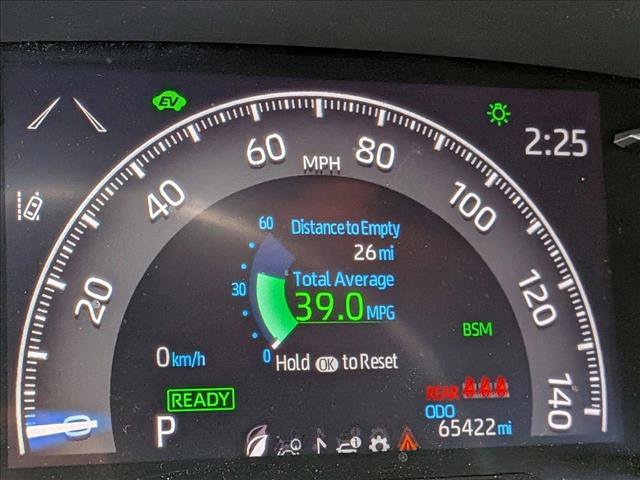 EV
2:25
60
MPH
80
40
100
20
120
0
140
60
Distance to Empty
26 mi
30
Total Average
39.0 MPG
0
Hold OK to Reset
BSM
0 km/h
READY
P
REAR
ODO
65422 mi